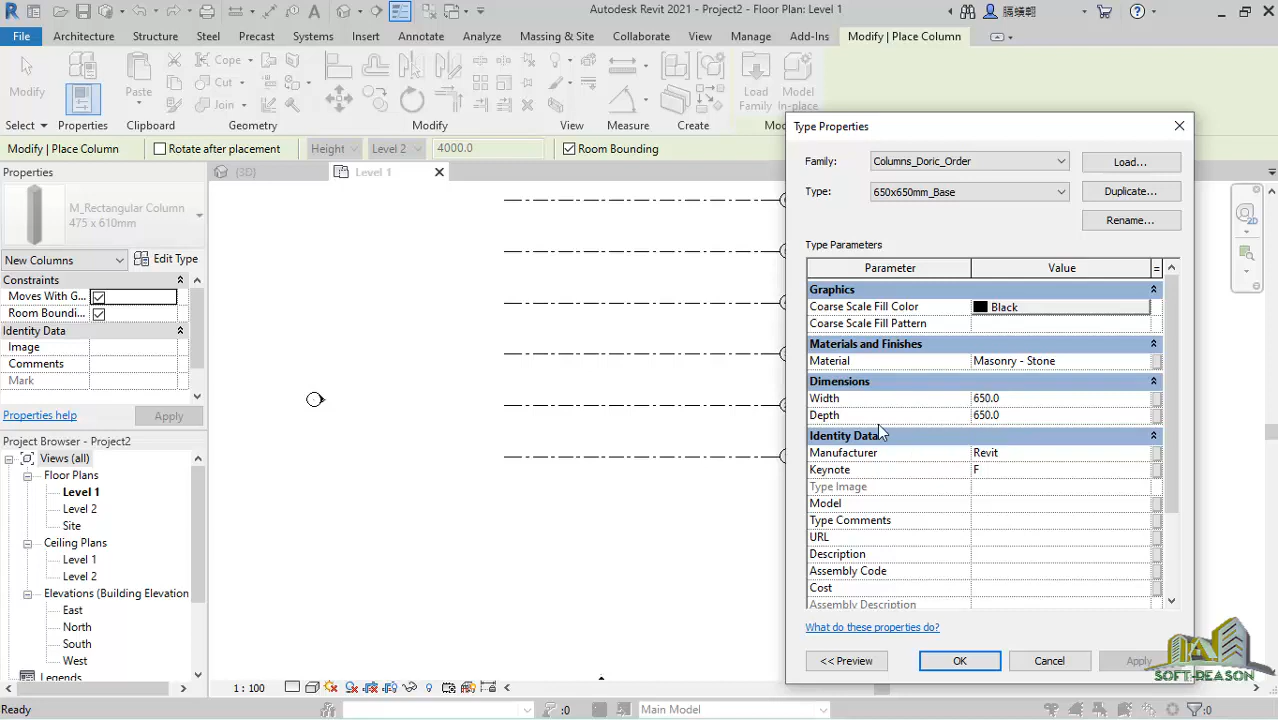 Autodesk Revit 2021 - Project2 - Floor Plan: Level 1
File Architecture Structure Steel Precast Systems Insert Annotate Analyze Massing & Site Collaborate View Manage Add-Ins Modify | Place Column
Cope
Cut
Join
Modify
Paste
Load Family
Model In-place
Select Properties Clipboard Geometry Modify View Measure Create
Modify | Place Column Rotate after placement Height Level 2 4000.0 Room Bounding
Properties
(3D)
Level 1
M_Rectangular Column
475 x 610mm
New Columns
Edit Type
Constraints
Moves With G...
Room Boundi...
Identity Data
Image
Comments
Mark
Properties help
Apply
Project Browser - Project2
Views (all)
Floor Plans
Level 1
Level 2
Site
Ceiling Plans
Level 1
Level 2
Elevations (Building Elevation
East
North
South
West
Legends
1 : 100
:0
Main Model
:0
Type Properties
Family: Columns_Doric_Order Load...
Type: 650x650mm_Base Duplicate...
Rename...
Type Parameters
Parameter Value =
Graphics
Coarse Scale Fill Color Black
Coarse Scale Fill Pattern
Materials and Finishes
Material Masonry - Stone
Dimensions
Width 650.0
Depth 650.0
Identity Data
Manufacturer Revit
Keynote F
Type Image
Model
Type Comments
URL
Description
Assembly Code
Cost
Assembly Description
What do these properties do?
<< Preview OK Cancel Apply
SOFT-REASON